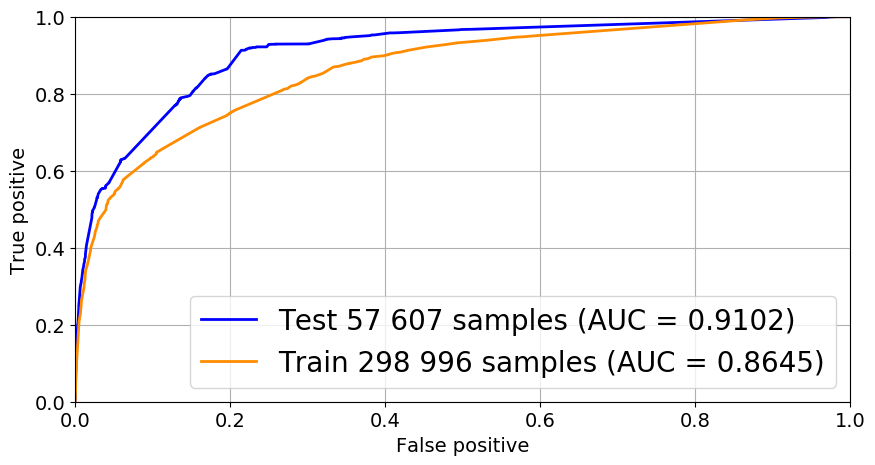 1.0
0.8
0.6
0.4
0.2
0.0
True positive
Test 57 607 samples (AUC = 0.9102)
Train 298 996 samples (AUC = 0.8645)
0.0 0.2 0.4 0.6 0.8 1.0
False positive